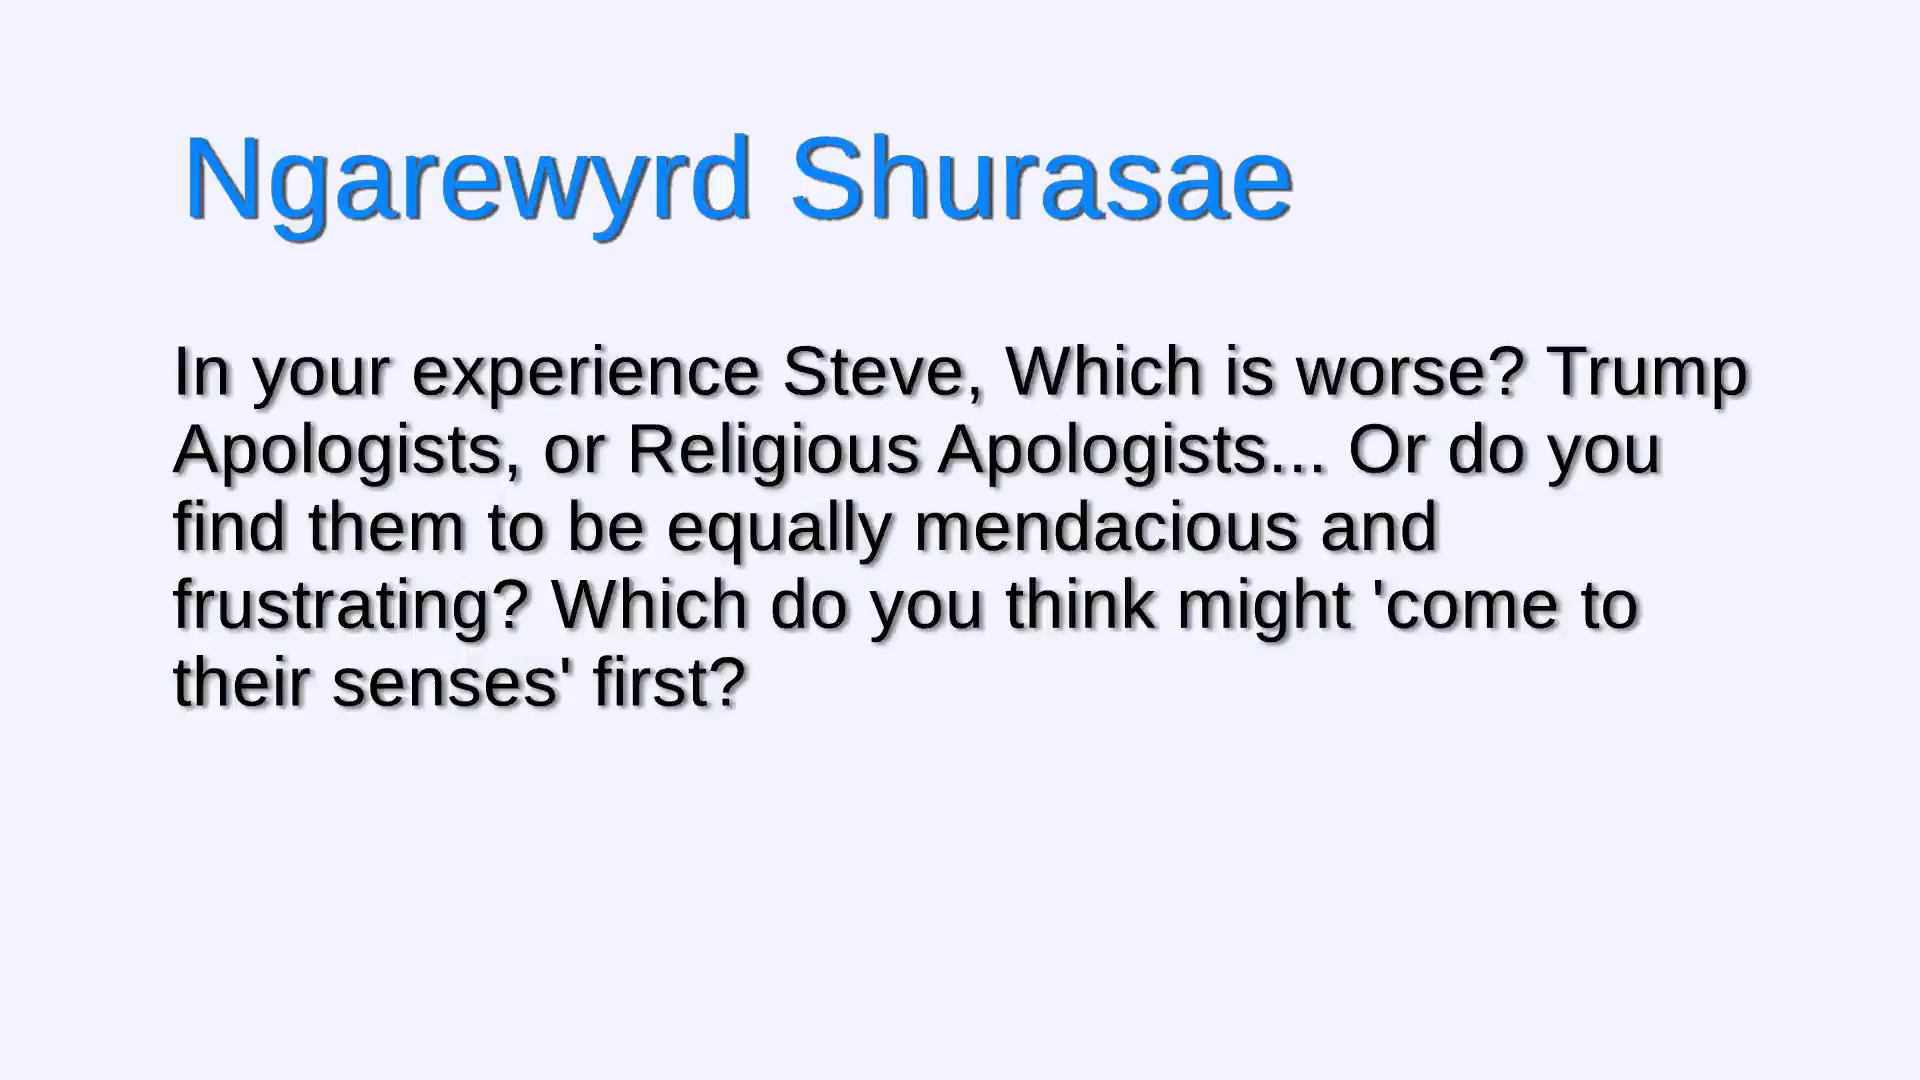 Ngarewyrd Shurasae
In your experience Steve, Which is worse? Trump
Apologists, or Religious Apologists... Or do you
find them to be equally mendacious and
frustrating? Which do you think might 'come to
their senses' first?